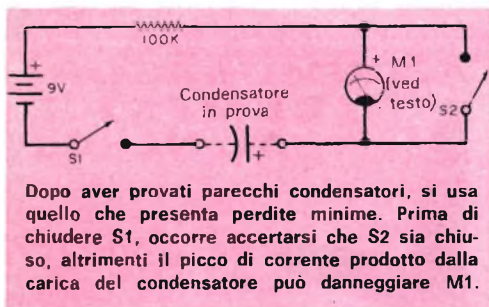 100K
+
+ M1
(ved
testo)
9V
Condensatore
in prova
S2
S1
+
Dopo aver provati parecchi condensatori, si usa
quello che presenta perdite minime. Prima di
chiudere S1, occorre accertarsi che S2 sia chiu-
so, altrimenti il picco di corrente prodotto dalla
carica del condensatore può danneggiare M1.